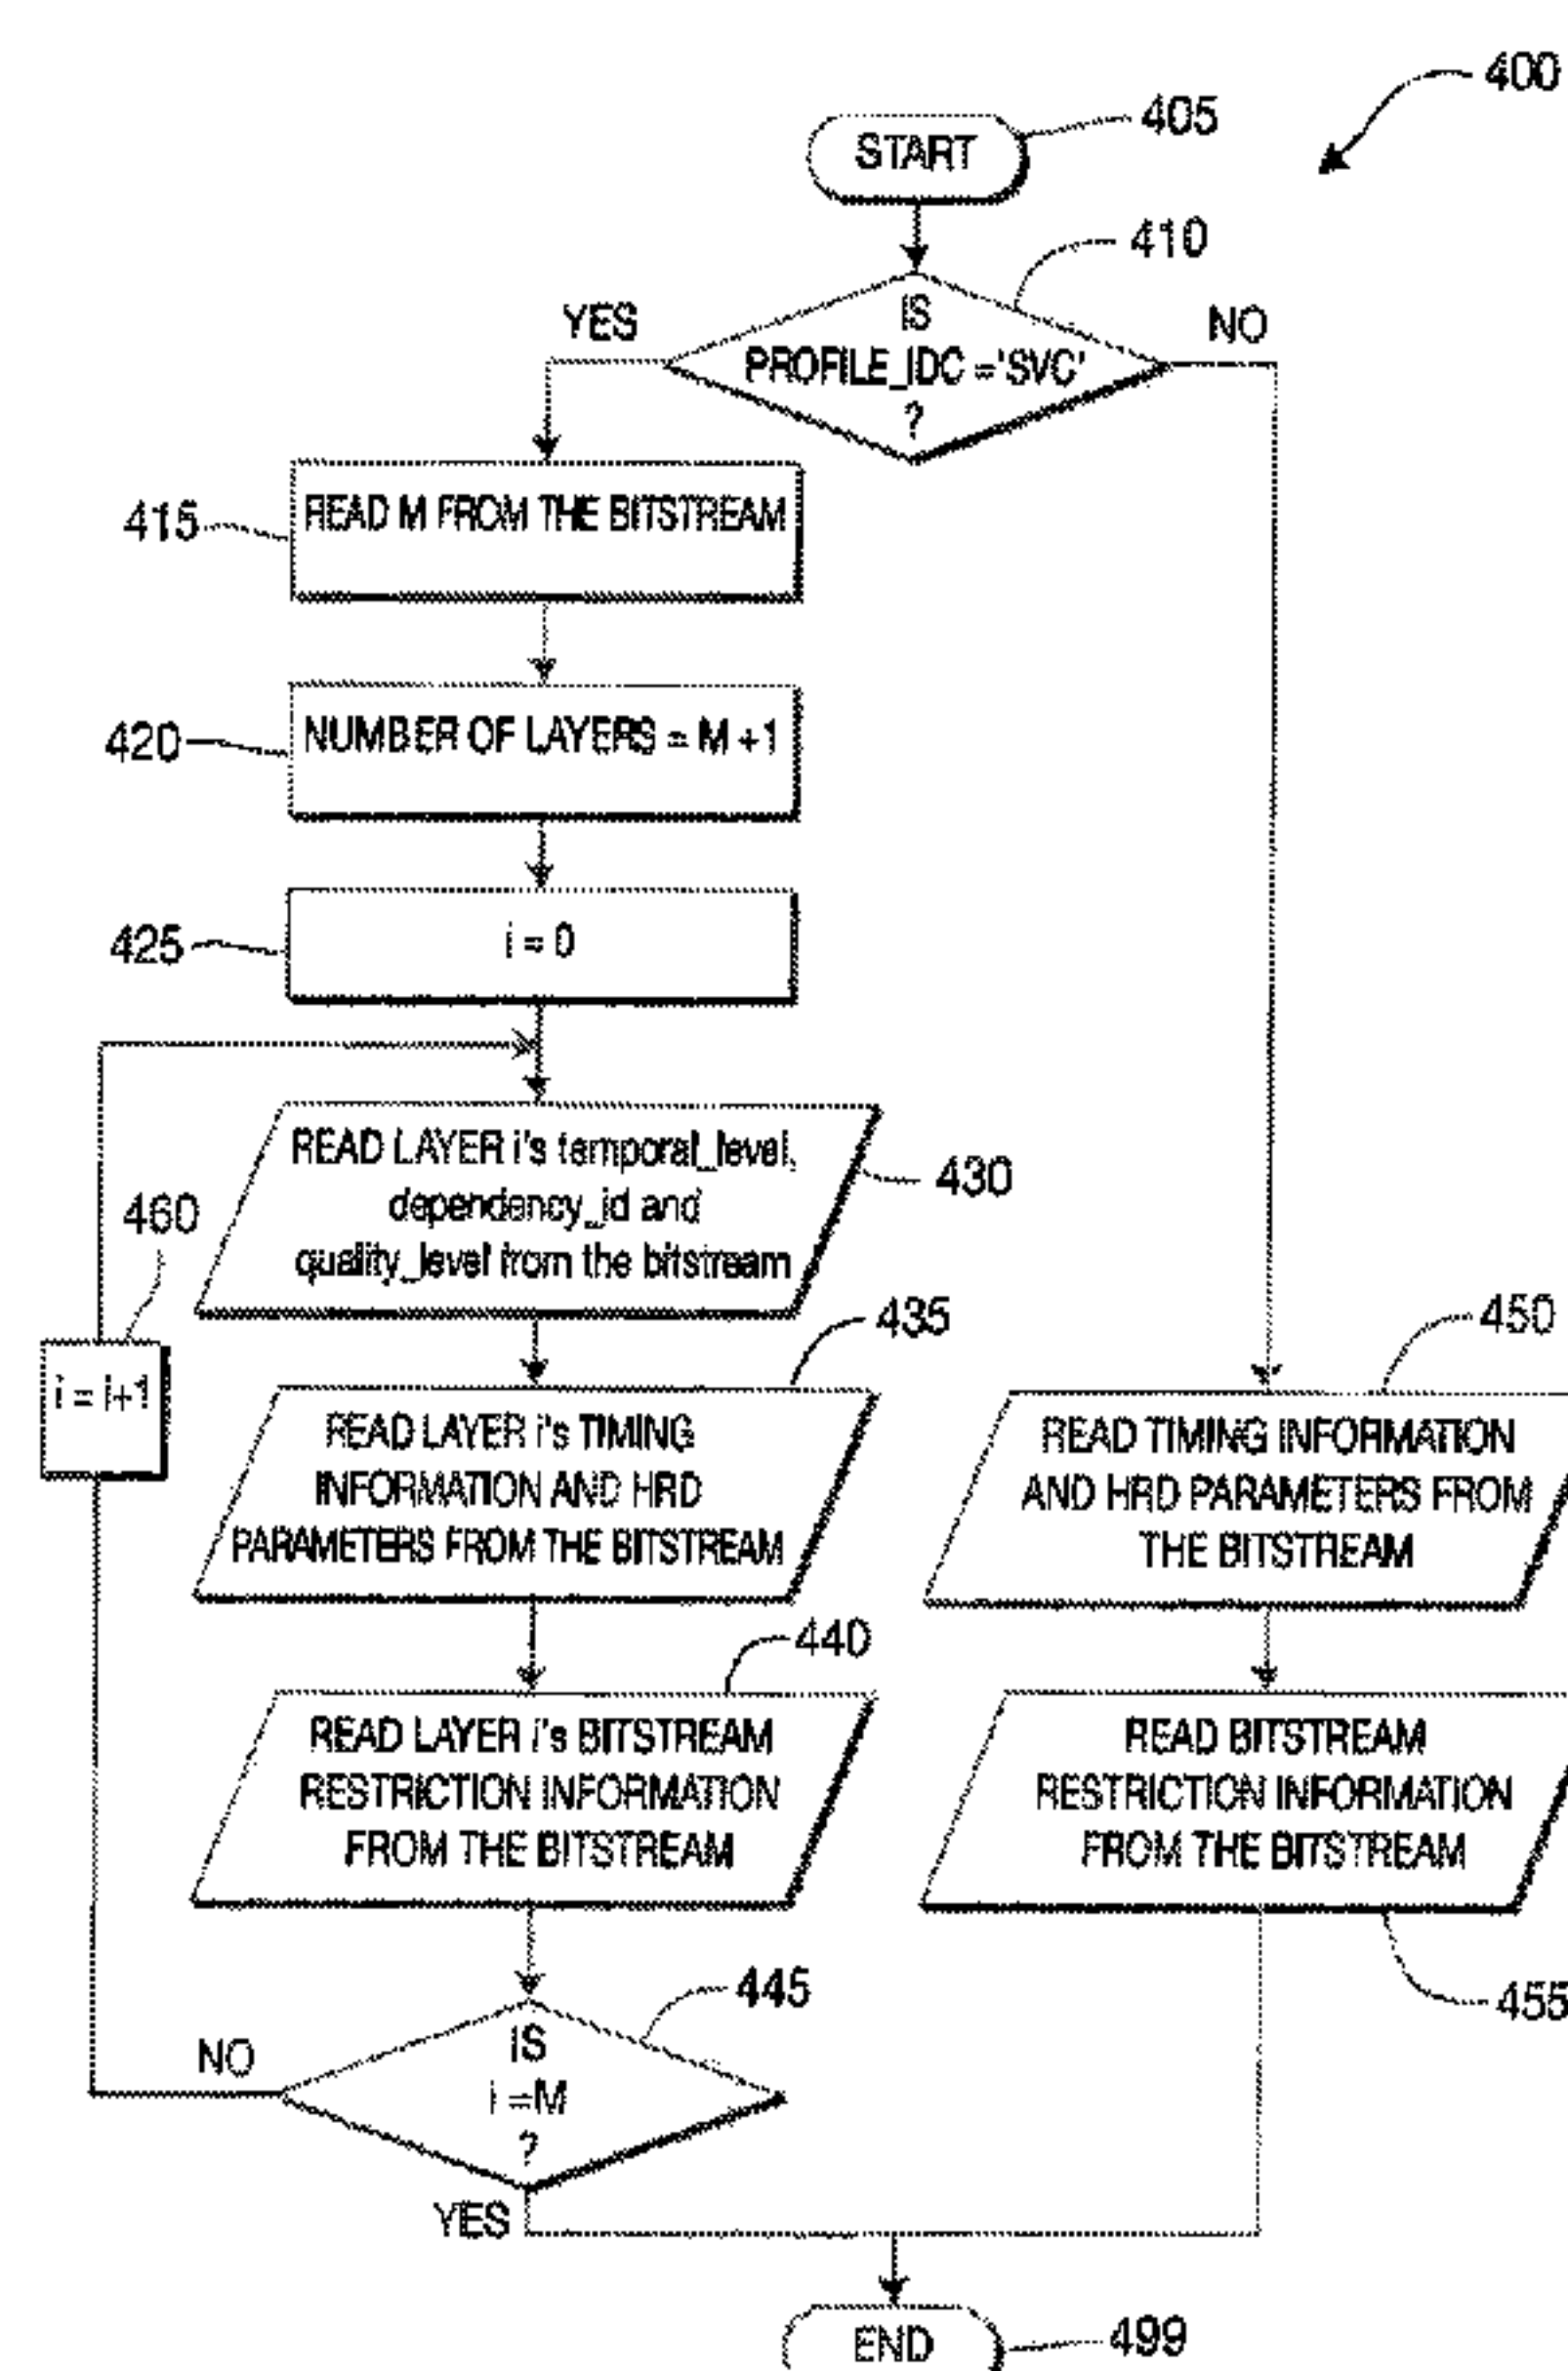 400
START
405
IS
PROFILE_IDC ='SVC'
?
410
YES
NO
READ M FROM THE BITSTREAM
415
NUMBER OF LAYERS = M +1
420
i = 0
425
READ LAYER i's temporal_level,
dependency_id and
quality_level from the bitstream
430
460
i = i+1
READ LAYER i's TIMING
INFORMATION AND HRD
PARAMETERS FROM THE BITSTREAM
435
READ TIMING INFORMATION
AND HRD PARAMETERS FROM
THE BITSTREAM
450
READ LAYER i's BITSTREAM
RESTRICTION INFORMATION
FROM THE BITSTREAM
440
READ BITSTREAM
RESTRICTION INFORMATION
FROM THE BITSTREAM
455
IS
i =M
?
445
NO
YES
END
499